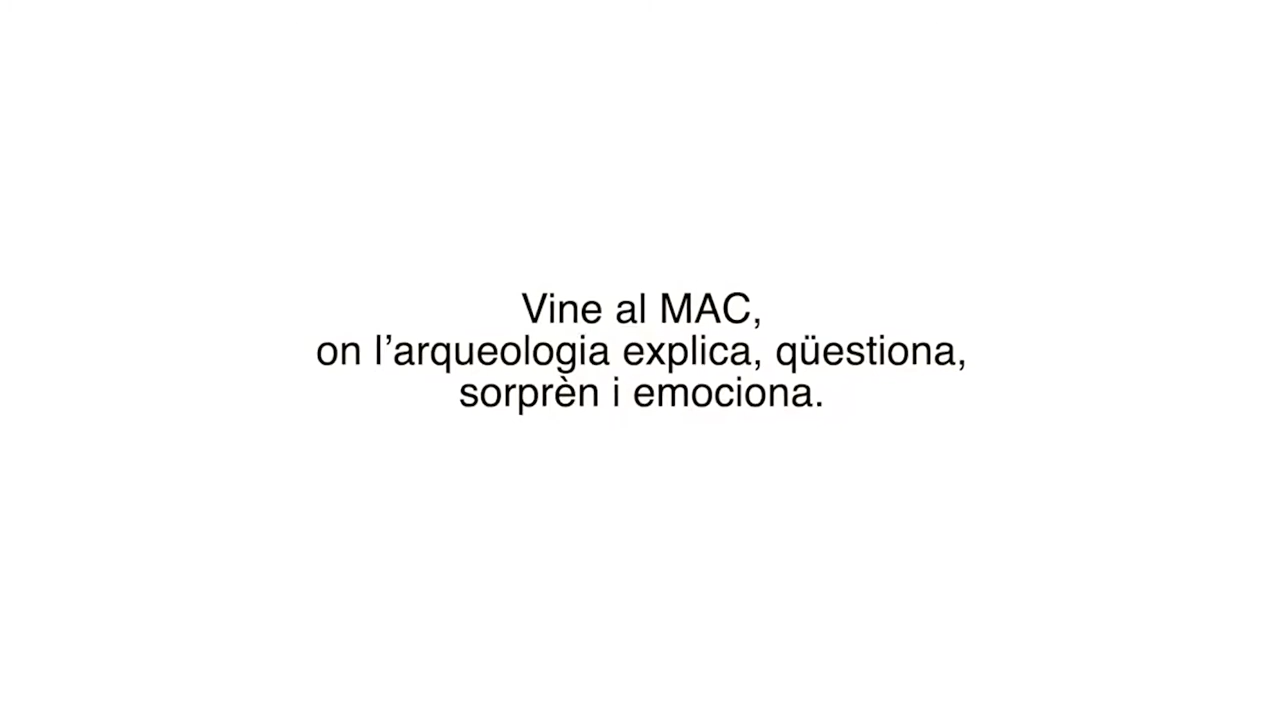 Vine al MAC,
on l’arqueologia explica, qüestiona,
sorprèn i emociona.